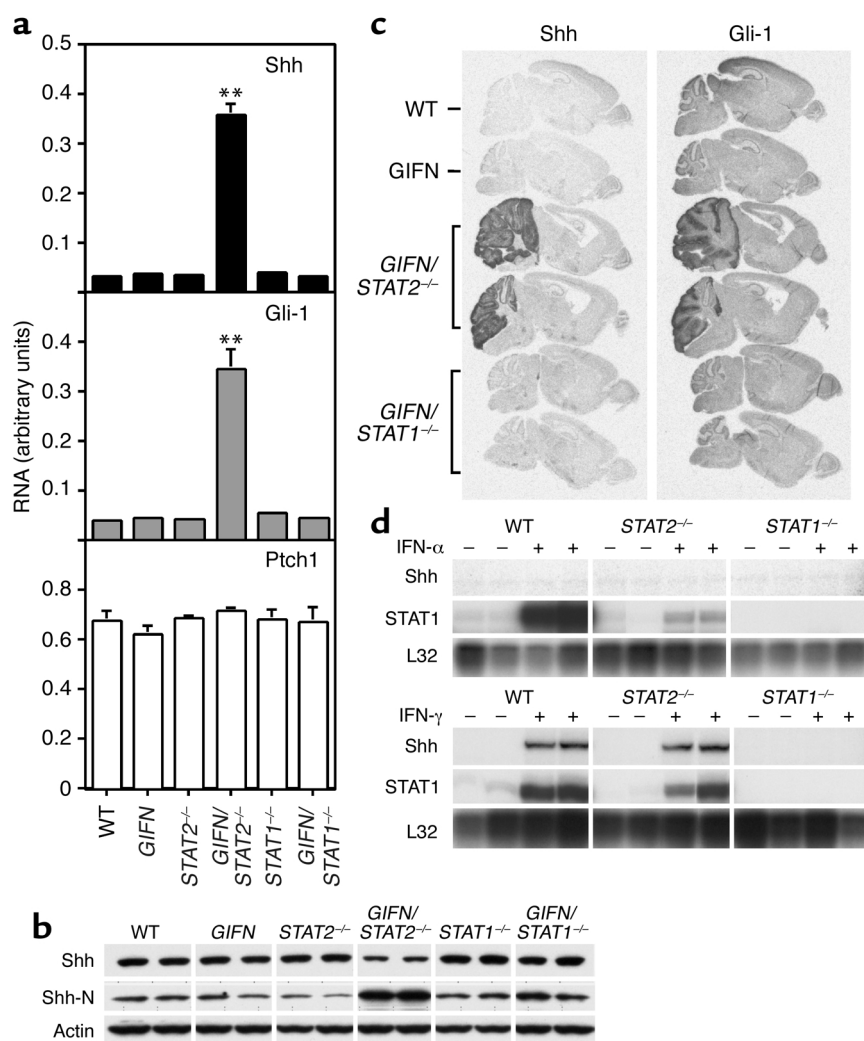 a
0.5
0.4
0.3
0.2
0.1
Shh
**
0.4
0.3
0.2
0.1
Gli-1
**
0.8
0.6
0.4
0.2
0
Ptch1
RNA (arbitrary units)
WT
GIFN
STAT2–/–
GIFN/
STAT2–/–
STAT1–/–
GIFN/
STAT1–/–
c
Shh Gli-1
WT
GIFN
GIFN/
STAT2–/–
GIFN/
STAT1–/–
d
WT STAT2–/– STAT1–/–
IFN-α – – + + – – + + – – + +
Shh
STAT1
L32
WT STAT2–/– STAT1–/–
IFN-γ – – + + – – + + – – + +
Shh
STAT1
L32
b
WT GIFN STAT2–/– GIFN/ STAT2–/– STAT1–/– GIFN/ STAT1–/–
Shh
Shh-N
Actin